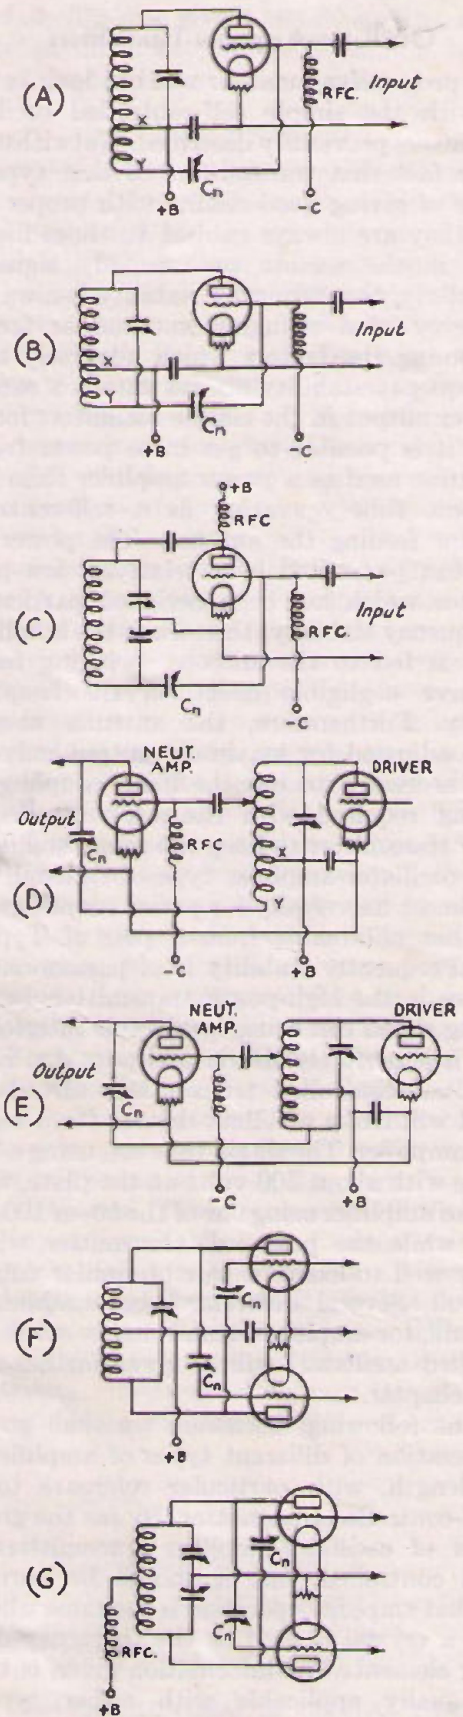 (A)
Input
RFC.
X
Y
Cn
+B
-C
(B)
Input
X
Y
Cn
+B
-C
+B
RFC.
(C)
Input
RFC.
Cn
-C
NEUT. DRIVER
AMP.
Output
Cn
RFC
(D)
X
Y
-C +B
NEUT. DRIVER
AMP.
Output
(E)
Cn
-C +B
Cn
(F)
Cn
+B
Cn
(G)
Cn
RFC.
+B